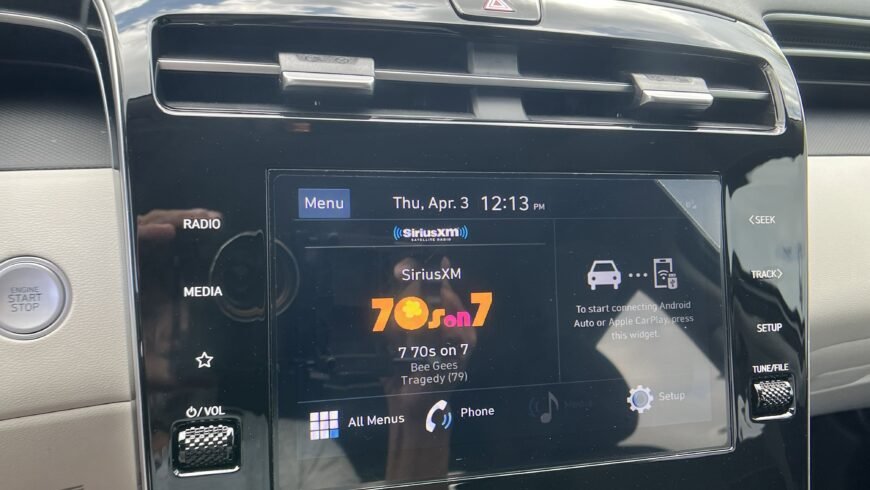 Menu
Thu, Apr. 3 12:13 PM
((SiriusXM))
SATELLITE RADIO
SiriusXM
70s on 7
7 70s on 7
Bee Gees
Tragedy (79)
To start connecting Android
Auto or Apple CarPlay, press
this widget.
All Menus
Phone
Media
Setup
RADIO
MEDIA
VOL
ENGINE
START
STOP
< SEEK
TRACK >
SETUP
TUNE/FILE